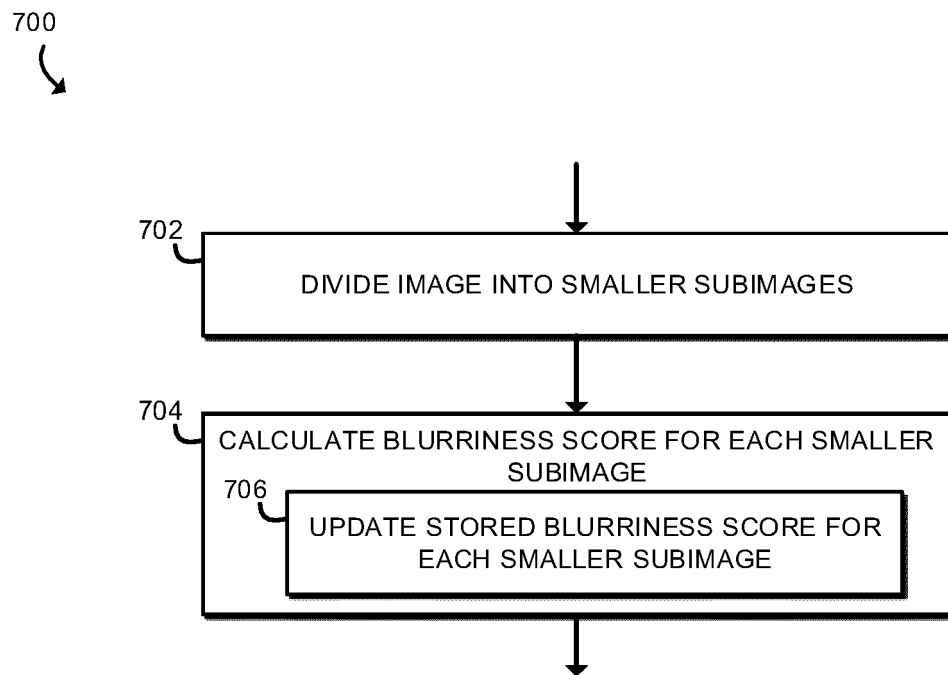 700
702
DIVIDE IMAGE INTO SMALLER SUBIMAGES
704
CALCULATE BLURRINESS SCORE FOR EACH SMALLER
SUBIMAGE
706
UPDATE STORED BLURRINESS SCORE FOR
EACH SMALLER SUBIMAGE